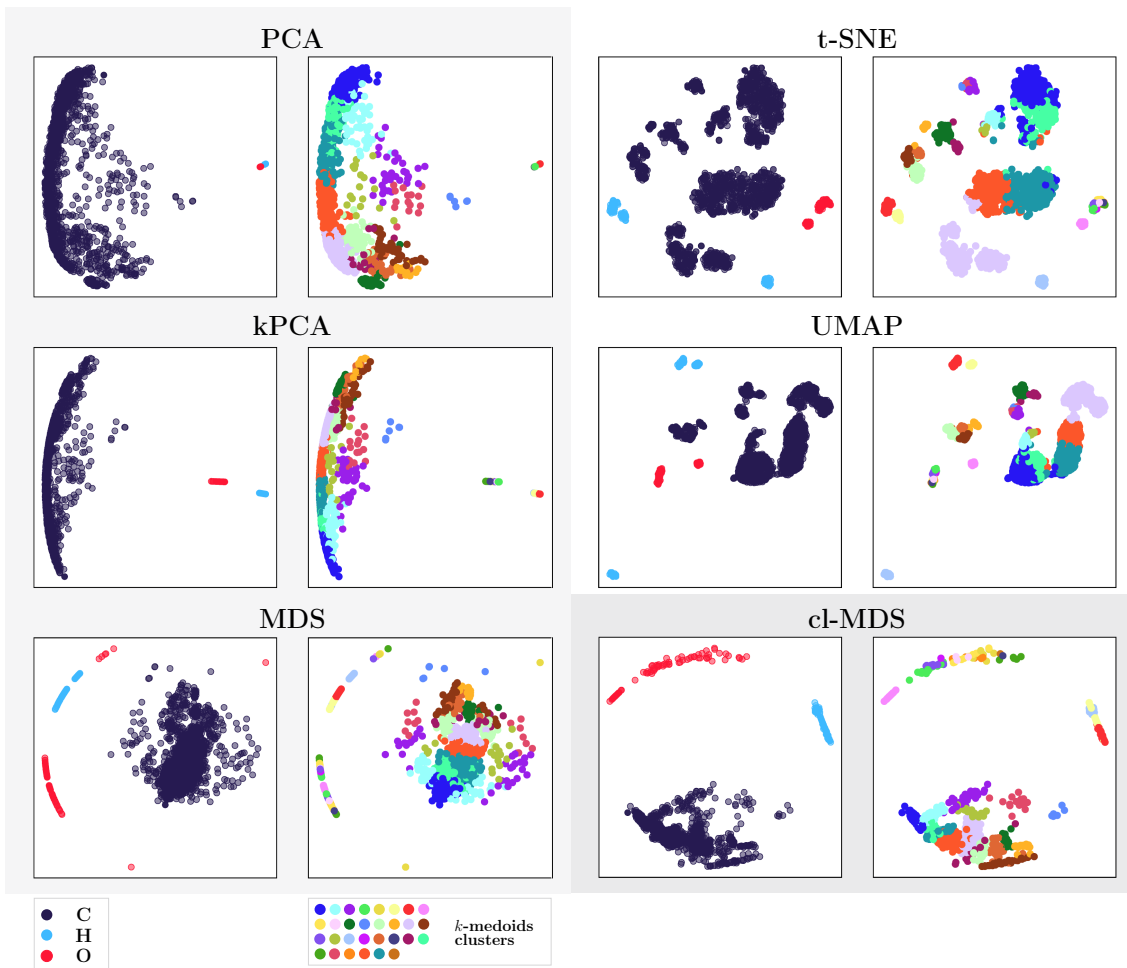 PCA
t-SNE
kPCA
UMAP
MDS
cl-MDS
C
H
O
k-medoids
clusters